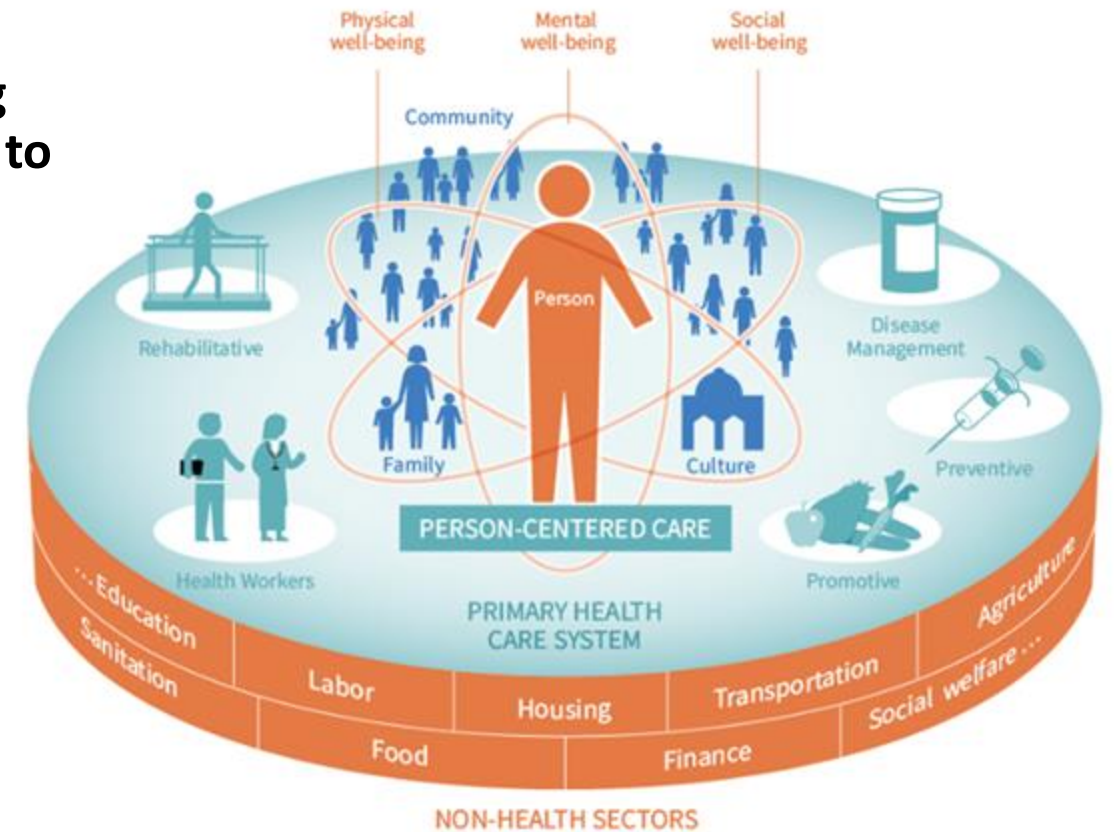 g
to
Physical
well-being
Mental
well-being
Social
well-being
Community
Person
Rehabilitative
Disease
Management
Family
Culture
Preventive
PERSON-CENTERED CARE
Health Workers
Promotive
PRIMARY HEALTH
CARE SYSTEM
...Education
Labor
Housing
Transportation
Agriculture
Sanitation
Food
Finance
Social welfare...
NON-HEALTH SECTORS